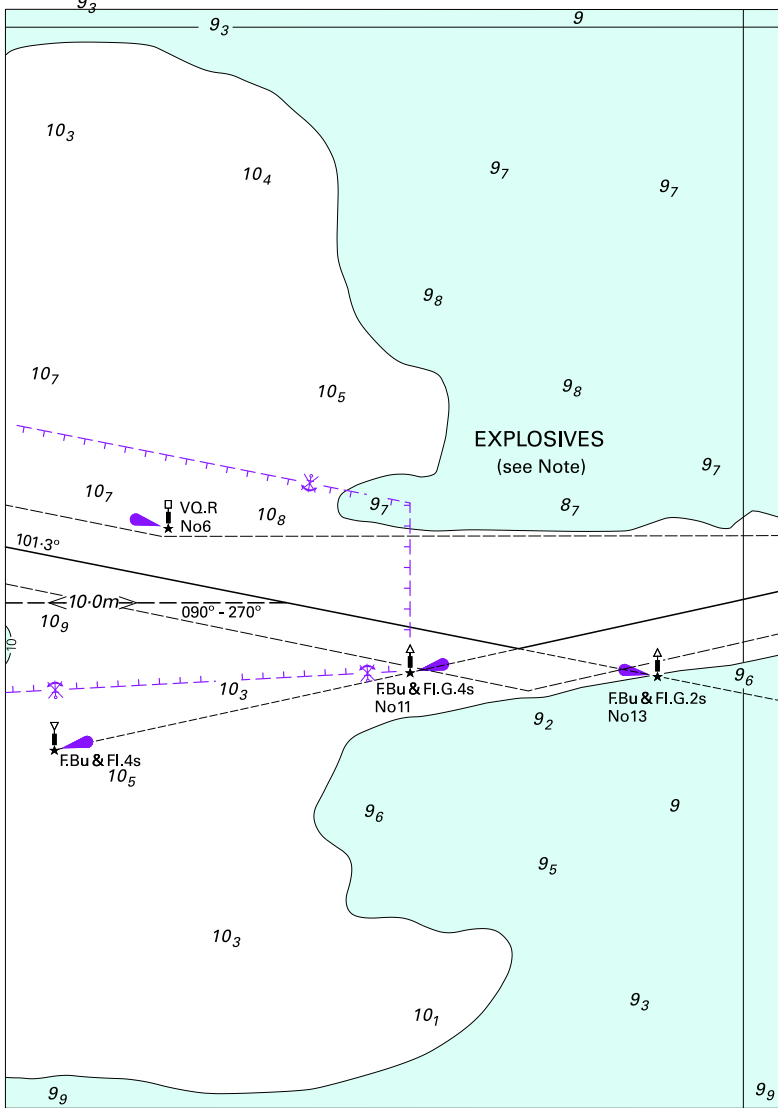 9₃
9₃
9
10₃
10₄
9₇
9₇
9₈
10₇
10₅
9₈
EXPLOSIVES
(see Note)
9₇
10₇
VQ.R
No6
10₈
9₇
8₇
101·3°
10·0m
090° - 270°
10₉
10
10₃
F.Bu & Fl.G.4s
No11
F.Bu & Fl.G.2s
No13
9₆
9₂
F.Bu & Fl.4s
10₅
9₆
9
9₅
10₃
10₁
9₃
9₉
9₉